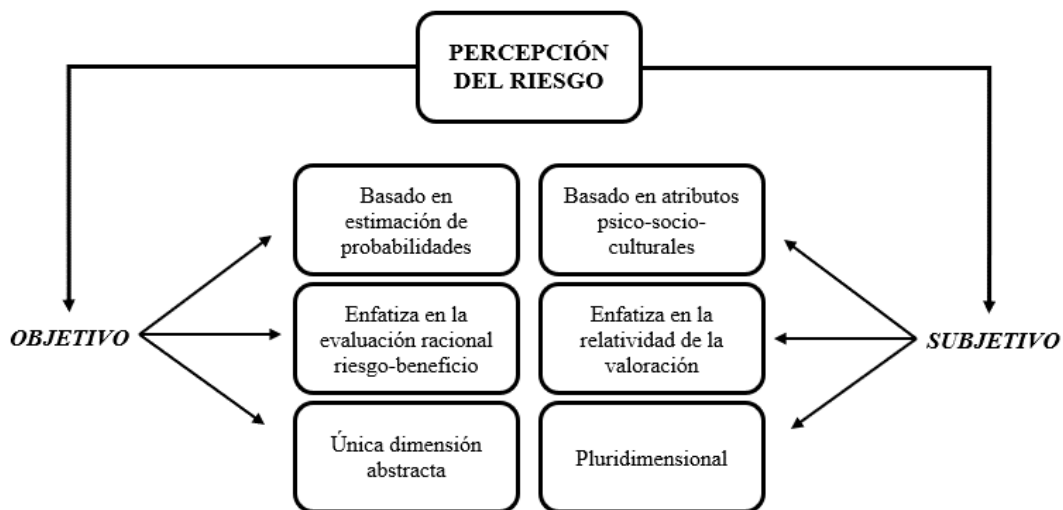 PERCEPCIÓN
DEL RIESGO
Basado en
estimación de
probabilidades
Basado en atributos
psico-socio-
culturales
OBJETIVO
Enfatiza en la
evaluación racional
riesgo-beneficio
Enfatiza en la
relatividad de la
valoración
SUBJETIVO
Única dimensión
abstracta
Pluridimensional